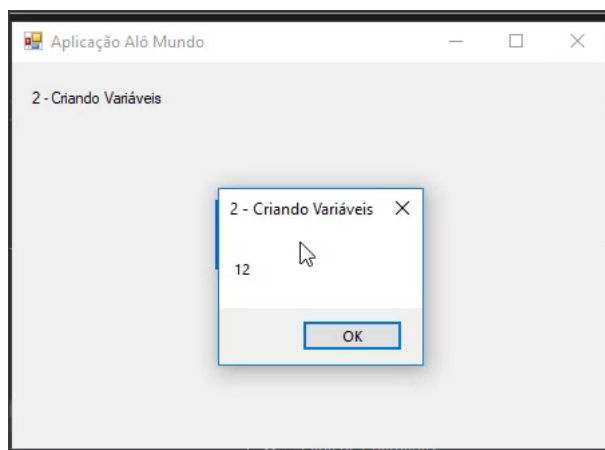 Aplicação Alô Mundo
2 - Criando Variáveis
2 - Criando Variáveis
12
OK